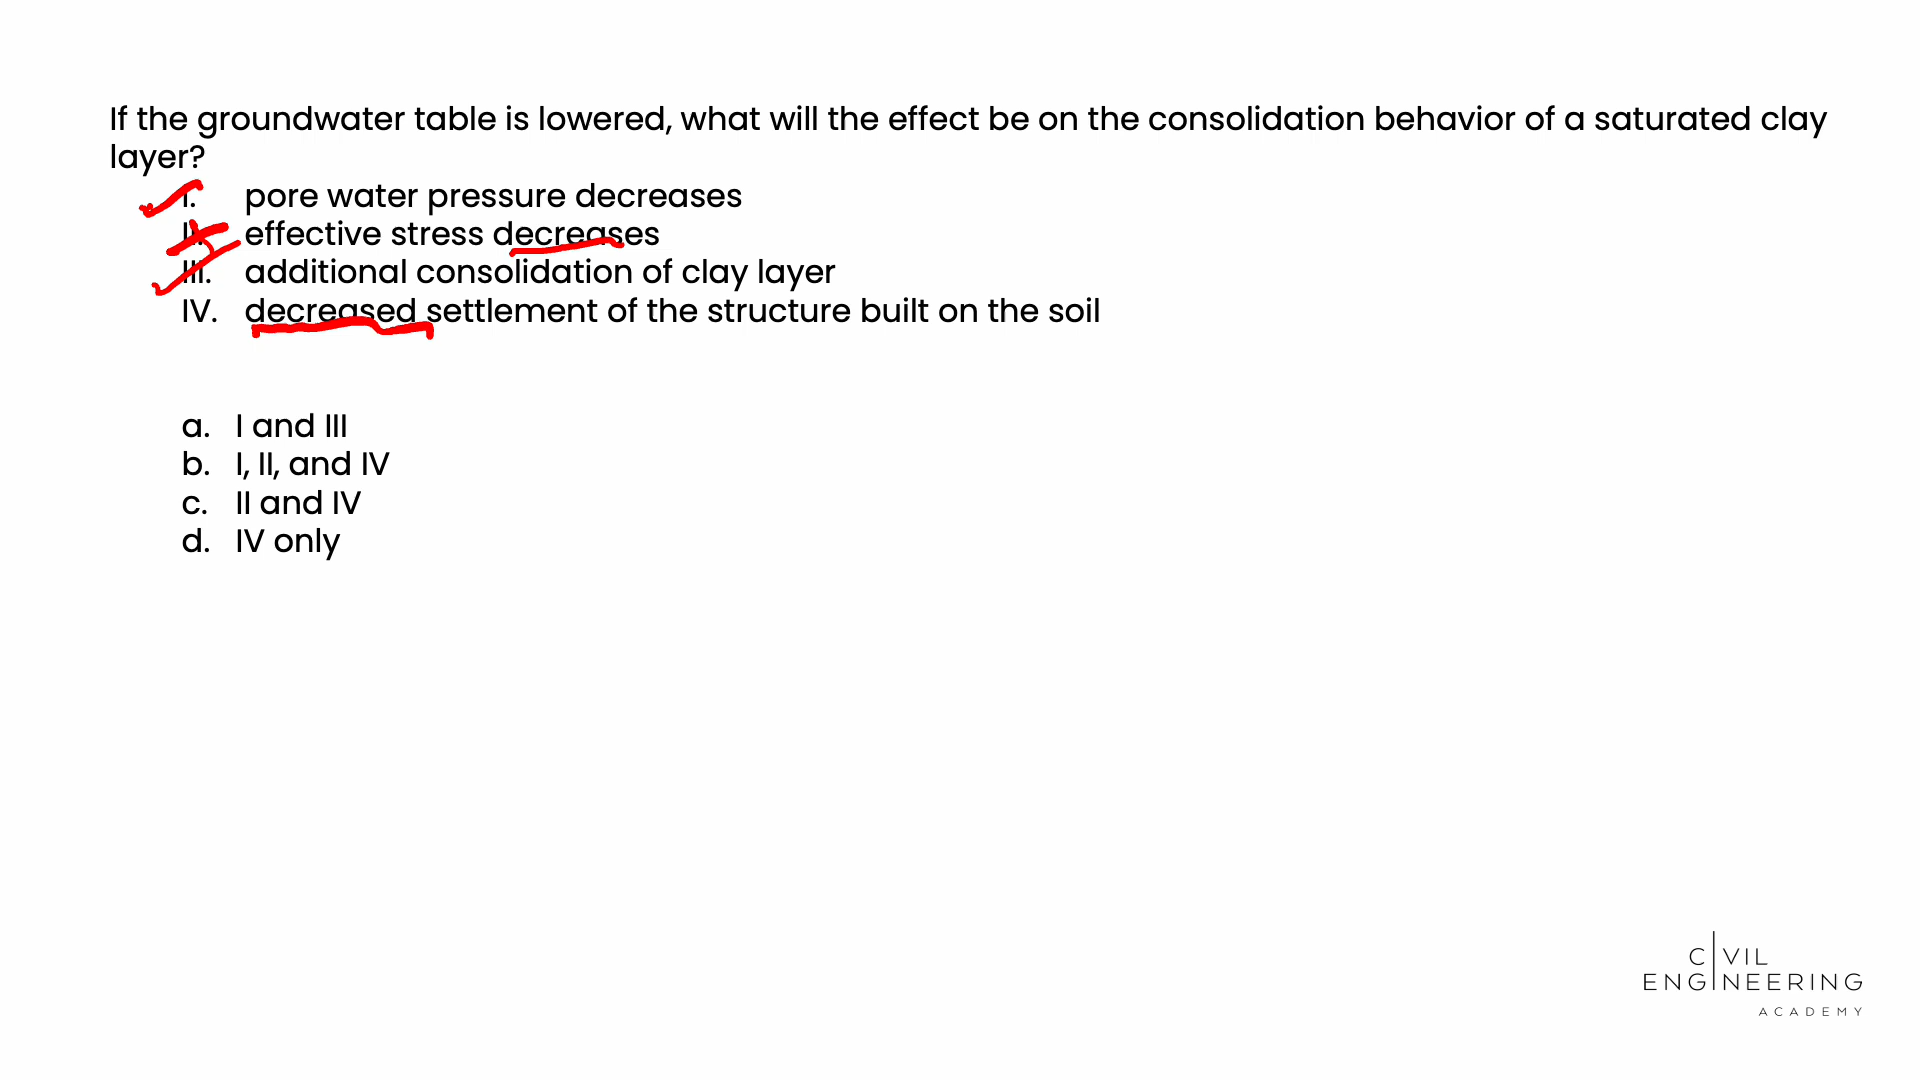 If the groundwater table is lowered, what will the effect be on the consolidation behavior of a saturated clay
layer?
I. pore water pressure decreases
II. effective stress decreases
III. additional consolidation of clay layer
IV. decreased settlement of the structure built on the soil
a. I and III
b. I, II, and IV
c. II and IV
d. IV only
CIVIL
ENGINEERING
ACADEMY